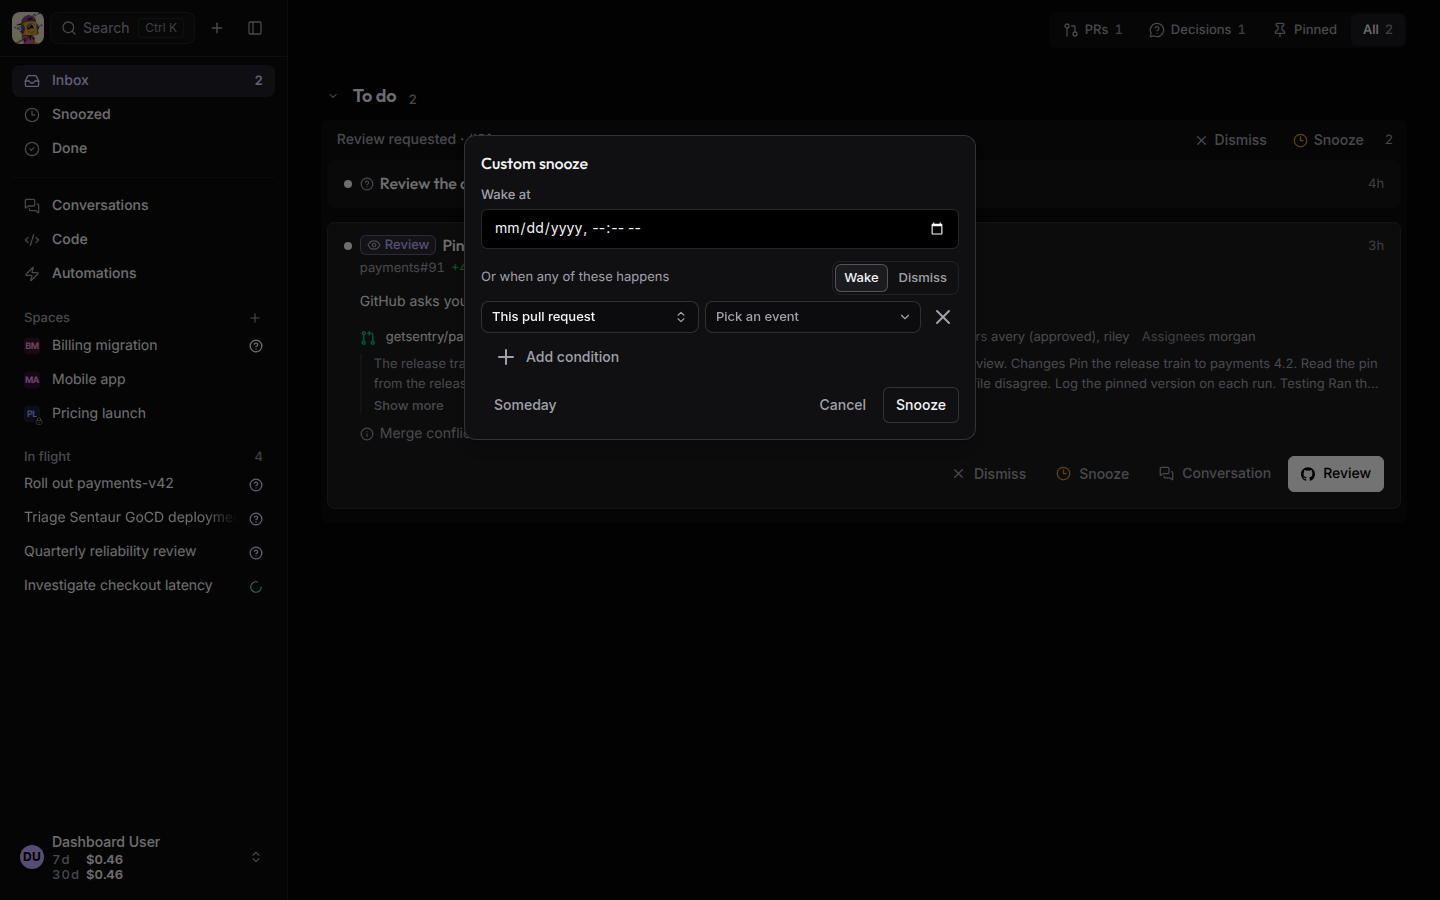 Search Ctrl K
PRs 1
Decisions 1
Pinned
All 2
Inbox 2
Snoozed
Done
Conversations
Code
Automations
Spaces
BM Billing migration
MA Mobile app
PL Pricing launch
In flight 4
Roll out payments-v42
Triage Sentaur GoCD deployme
Quarterly reliability review
Investigate checkout latency
DU Dashboard User
7d $0.46
30d $0.46
To do 2
Review requested ·
Dismiss Snooze 2
Review the
4h
Review Pin
3h
payments#91
GitHub asks you
getsentry/pa
avery (approved), riley Assignees morgan
The release tra
view. Changes Pin the release train to payments 4.2. Read the pin
from the releas
file disagree. Log the pinned version on each run. Testing Ran th...
Show more
Merge conflic
Dismiss Snooze Conversation Review
Custom snooze
Wake at
mm/dd/yyyy, --:-- --
Or when any of these happens
Wake Dismiss
This pull request
Pick an event
Add condition
Someday
Cancel Snooze